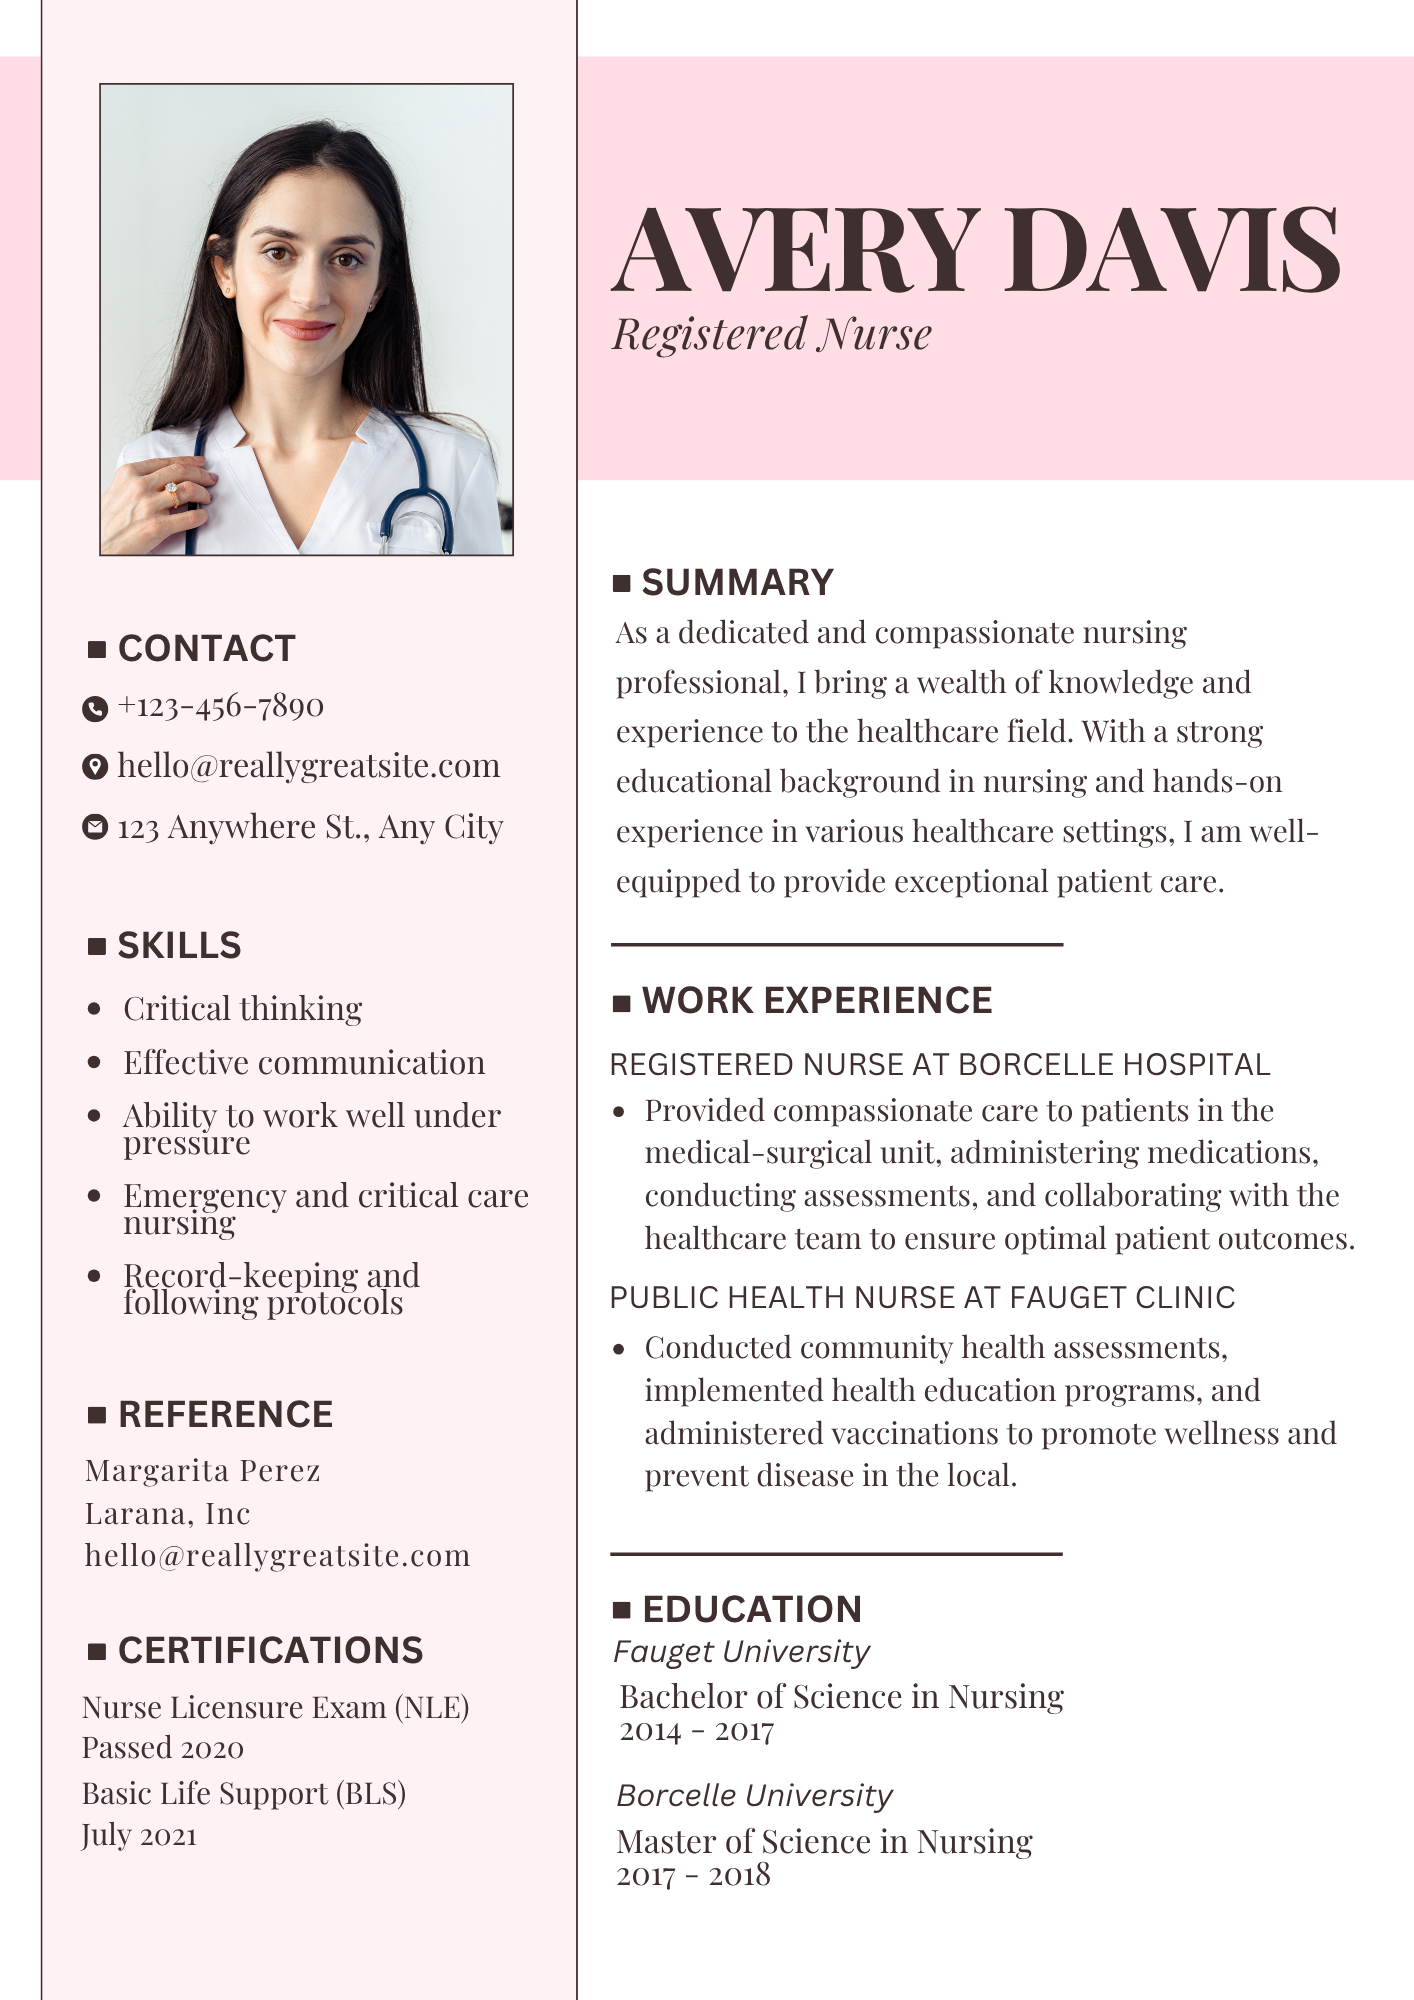 AVERY DAVIS
Registered Nurse
CONTACT
+123-456-7890
hello@reallygreatsite.com
123 Anywhere St., Any City
SKILLS
• Critical thinking
• Effective communication
• Ability to work well under
pressure
• Emergency and critical care
nursing
• Record-keeping and
following protocols
REFERENCE
Margarita Perez
Larana, Inc
hello@reallygreatsite.com
CERTIFICATIONS
Nurse Licensure Exam (NLE)
Passed 2020
Basic Life Support (BLS)
July 2021
SUMMARY
As a dedicated and compassionate nursing
professional, I bring a wealth of knowledge and
experience to the healthcare field. With a strong
educational background in nursing and hands-on
experience in various healthcare settings, I am well-
equipped to provide exceptional patient care.
WORK EXPERIENCE
REGISTERED NURSE AT BORCELLE HOSPITAL
• Provided compassionate care to patients in the
medical-surgical unit, administering medications,
conducting assessments, and collaborating with the
healthcare team to ensure optimal patient outcomes.
PUBLIC HEALTH NURSE AT FAUGET CLINIC
• Conducted community health assessments,
implemented health education programs, and
administered vaccinations to promote wellness and
prevent disease in the local.
EDUCATION
Fauget University
Bachelor of Science in Nursing
2014 - 2017
Borcelle University
Master of Science in Nursing
2017 - 2018